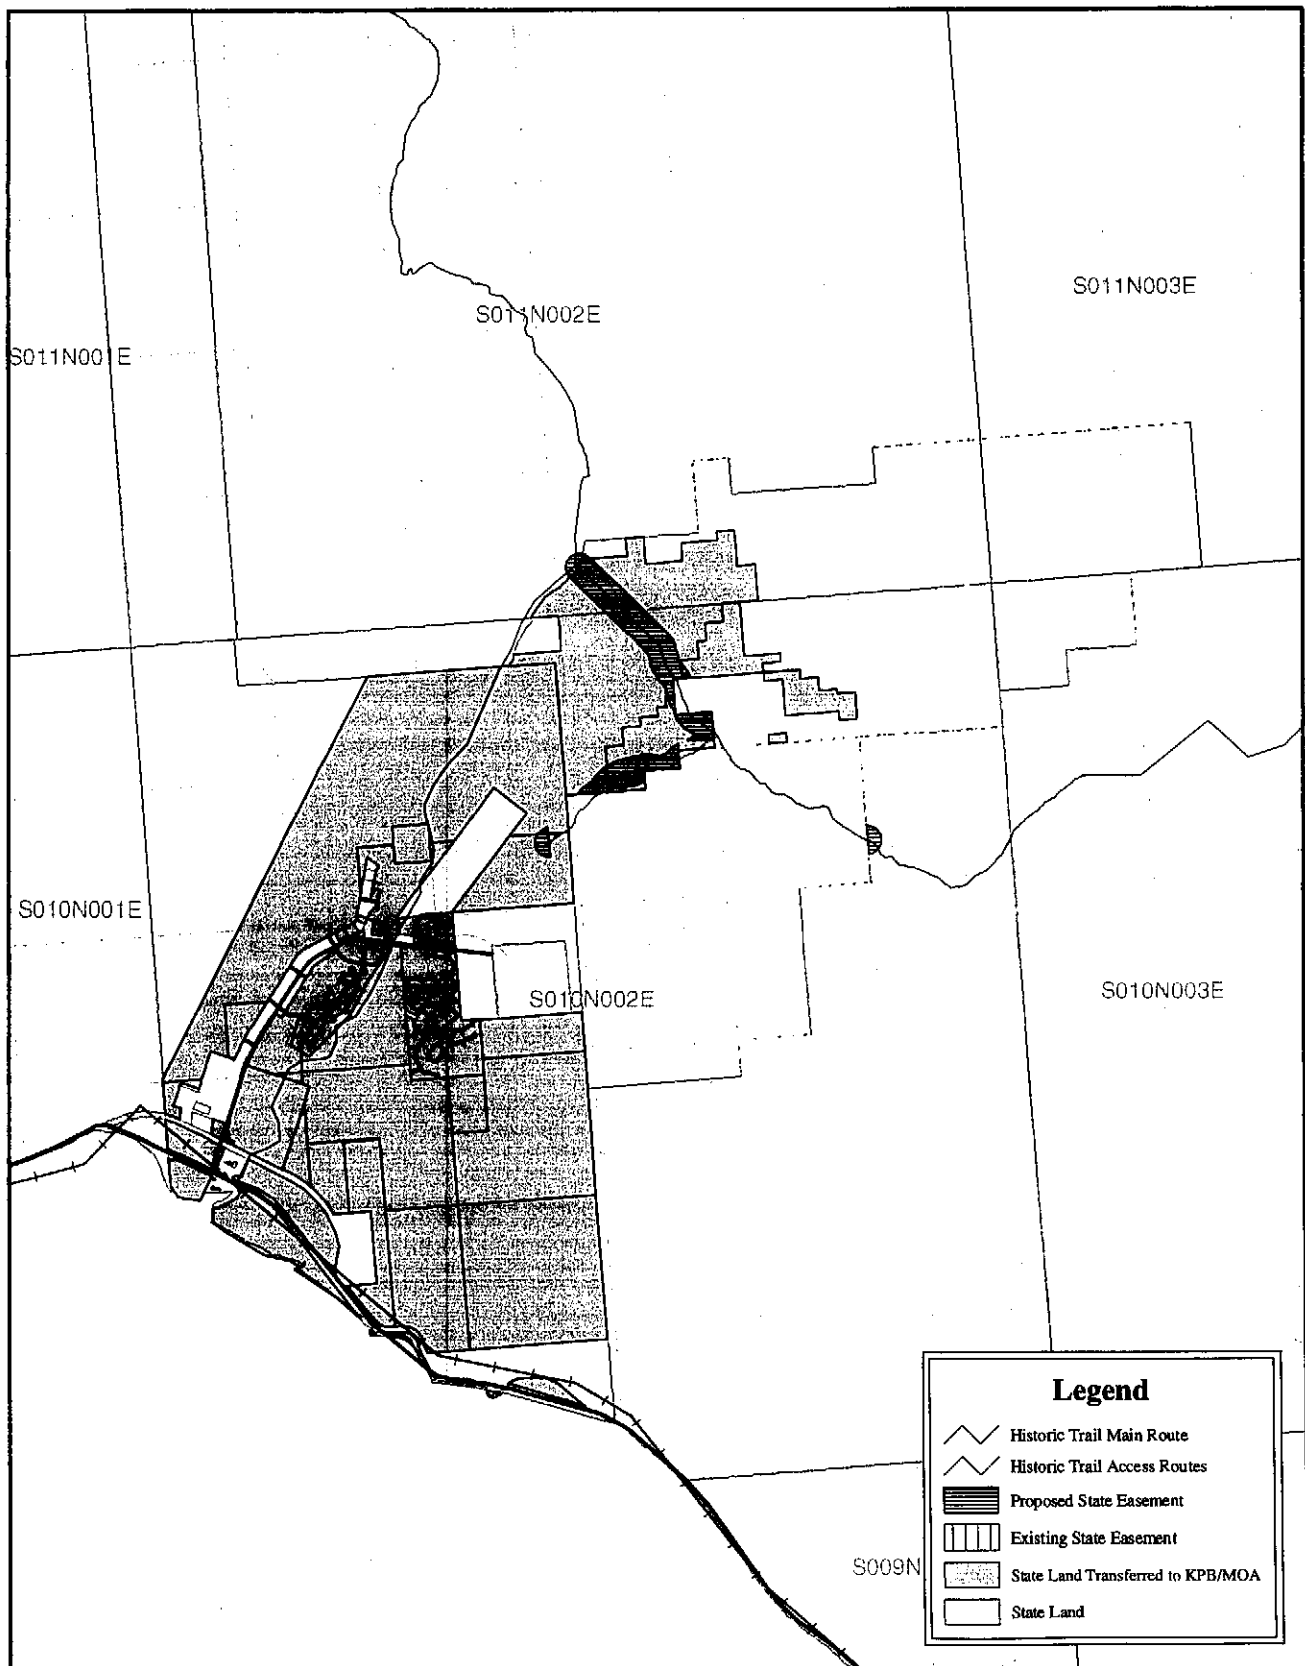 S011N003E
S011N002E
S011N001E
S010N001E
S010N002E
S010N003E
S009N
Legend
Historic Trail Main Route
Historic Trail Access Routes
Proposed State Easement
Existing State Easement
State Land Transferred to KPB/MOA
State Land